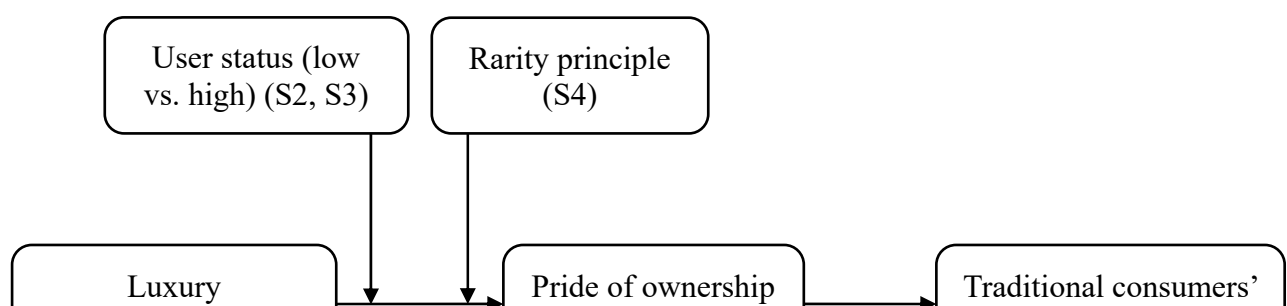 User status (low
vs. high) (S2, S3)
Rarity principle
(S4)
Luxury
Pride of ownership
Traditional consumers’